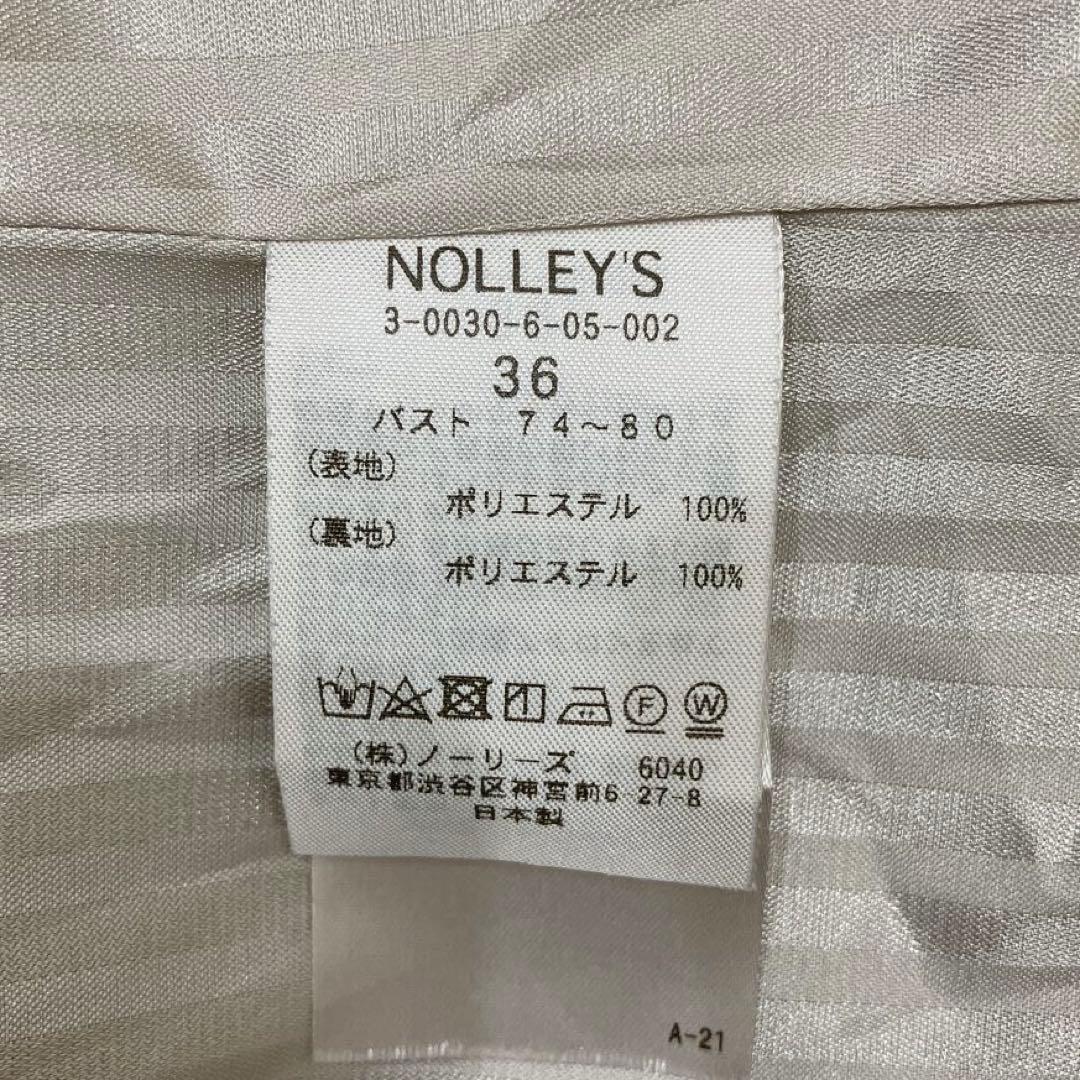 NOLLEY'S
3-0030-6-05-002
36
バスト 74～80
(表地)
ポリエステル 100%
(裏地)
ポリエステル 100%
F W
(株)ノーリーズ 6040
東京都渋谷区神宮前6 27-8
日本製
A-21